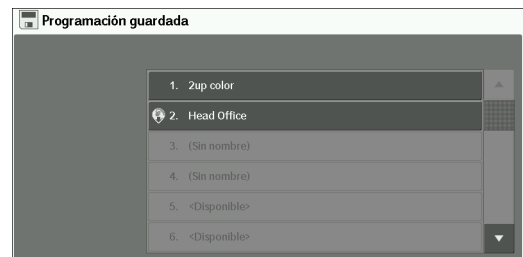 Programación guardada
1. 2up color
2. Head Office
3. (Sin nombre)
4. (Sin nombre)
5. <Disponible>
6. <Disponible>